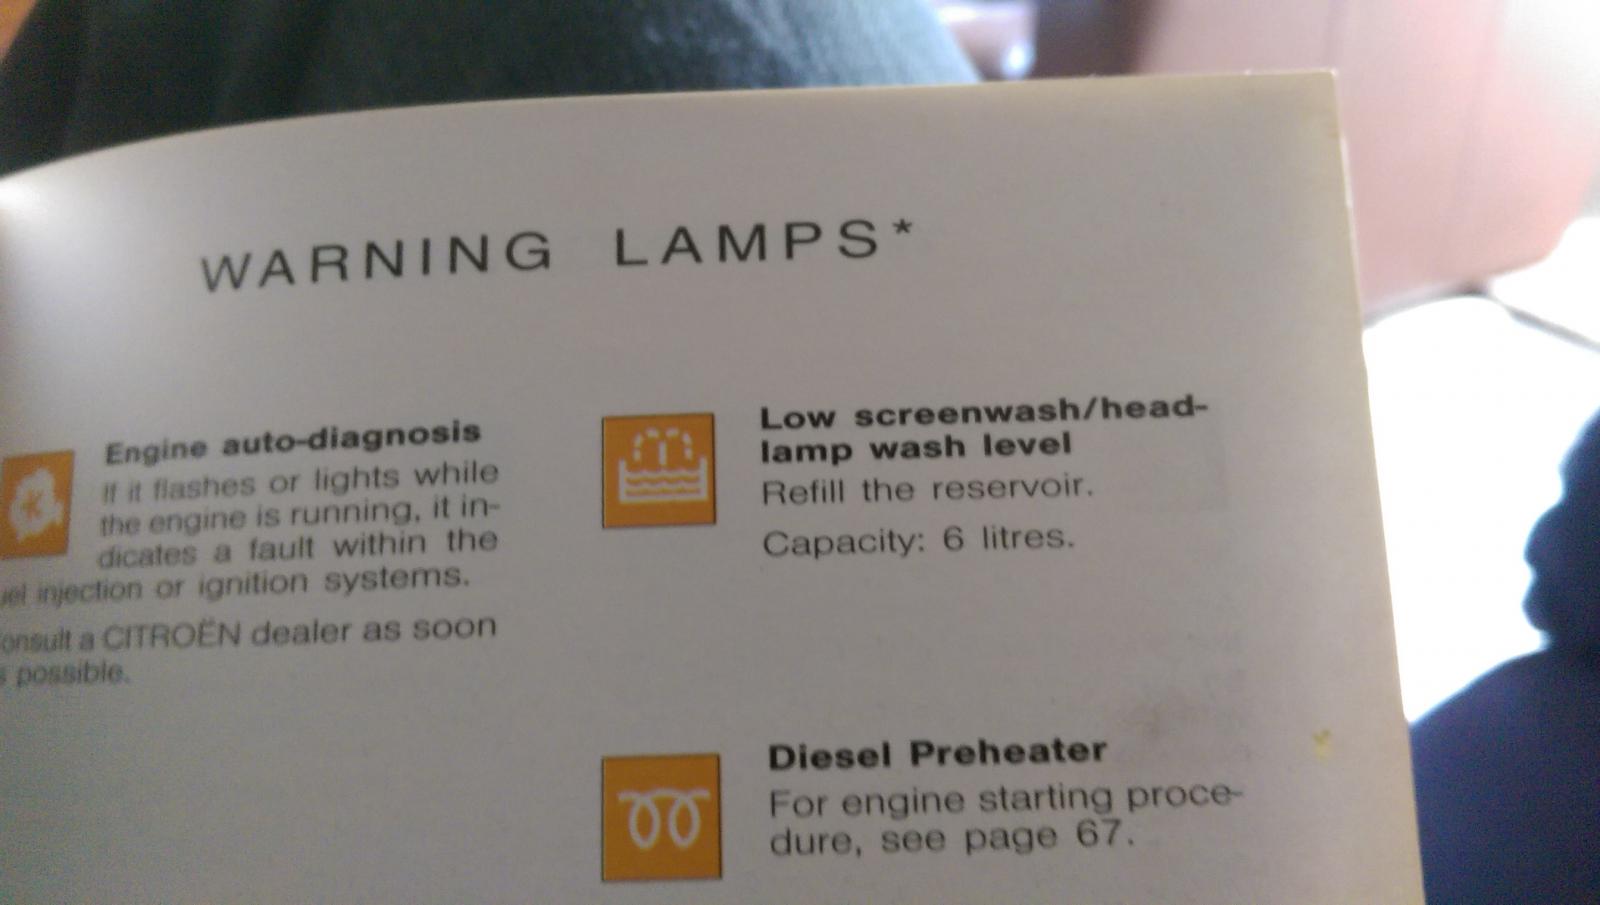 WARNING LAMPS*
Engine auto-diagnosis
If it flashes or lights while
the engine is running, it in-
dicates a fault within the
uel injection or ignition systems.
onsult a CITROËN dealer as soon
s possible.
Low screenwash/head-
lamp wash level
Refill the reservoir.
Capacity: 6 litres.
Diesel Preheater
For engine starting proce-
dure, see page 67.